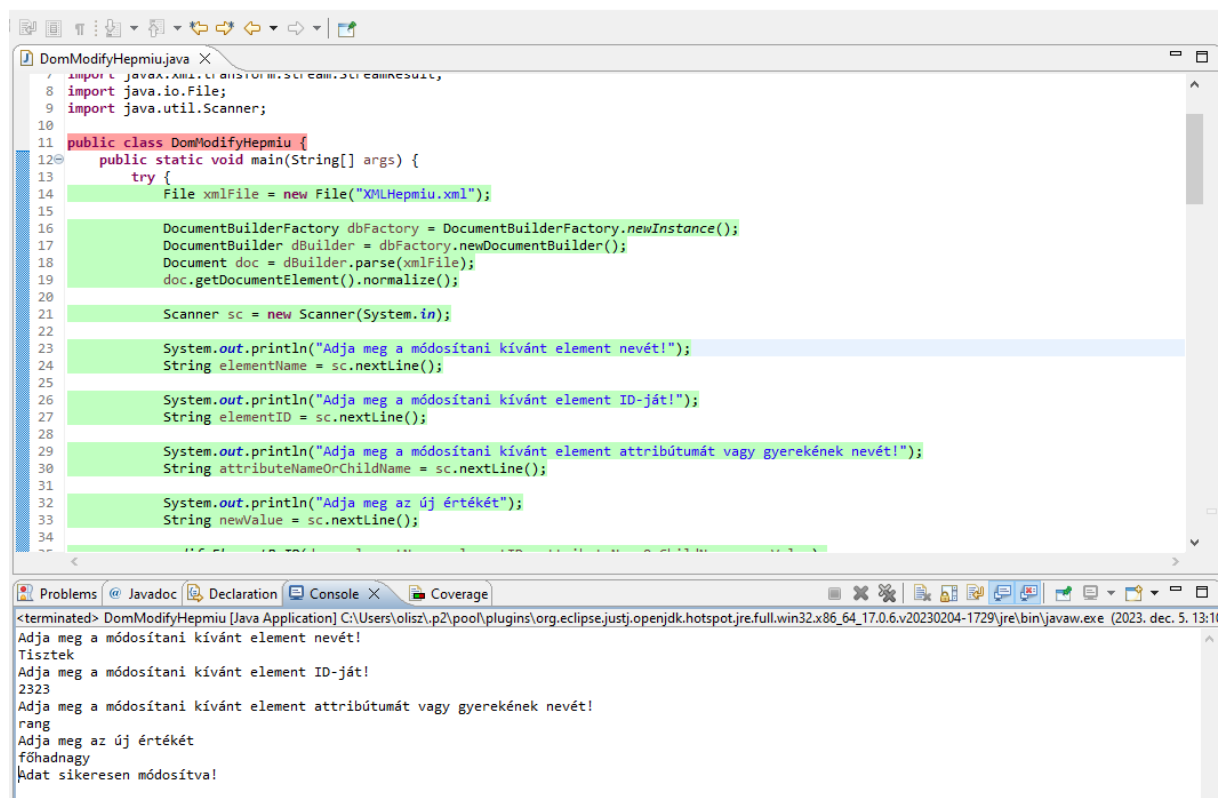 DomModifyHepmiu.java
7 import javax.xml.transform.stream.StreamResult;
8 import java.io.File;
9 import java.util.Scanner;
10
11 public class DomModifyHepmiu {
12 public static void main(String[] args) {
13 try {
14 File xmlFile = new File("XMLHepmiu.xml");
15
16 DocumentBuilderFactory dbFactory = DocumentBuilderFactory.newInstance();
17 DocumentBuilder dBuilder = dbFactory.newDocumentBuilder();
18 Document doc = dBuilder.parse(xmlFile);
19 doc.getDocumentElement().normalize();
20
21 Scanner sc = new Scanner(System.in);
22
23 System.out.println("Adja meg a módosítani kívánt element nevét!");
24 String elementName = sc.nextLine();
25
26 System.out.println("Adja meg a módosítani kívánt element ID-ját!");
27 String elementID = sc.nextLine();
28
29 System.out.println("Adja meg a módosítani kívánt element attribútumát vagy gyerekének nevét!");
30 String attributeNameOrChildName = sc.nextLine();
31
32 System.out.println("Adja meg az új értékét");
33 String newValue = sc.nextLine();
34
Problems @ Javadoc Declaration Console Coverage
<terminated> DomModifyHepmiu [Java Application] C:\Users\olisz\.p2\pool\plugins\org.eclipse.justj.openjdk.hotspot.jre.full.win32.x86_64_17.0.6.v20230204-1729\jre\bin\javaw.exe (2023. dec. 5. 13:10
Adja meg a módosítani kívánt element nevét!
Tisztek
Adja meg a módosítani kívánt element ID-ját!
2323
Adja meg a módosítani kívánt element attribútumát vagy gyerekének nevét!
rang
Adja meg az új értékét
főhadnagy
Adat sikeresen módosítva!